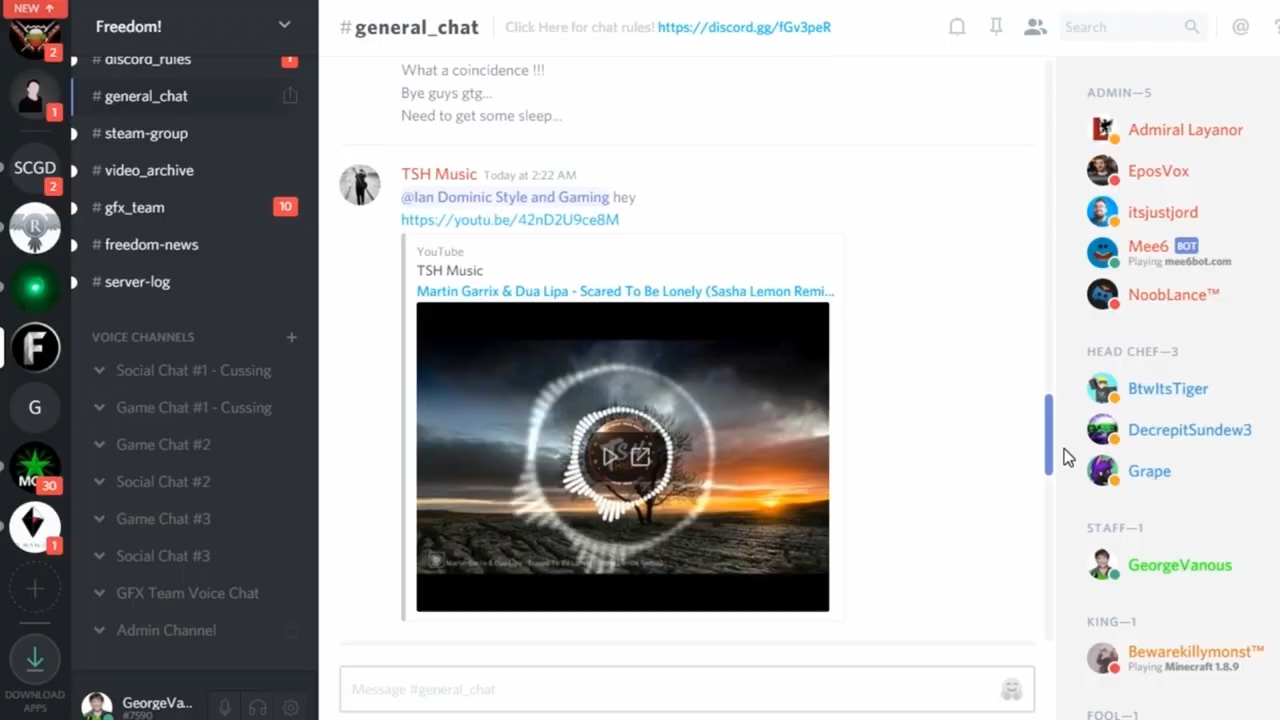 NEW ↑
2
1
SCGD
2
R
F
G
MC
30
1
DOWNLOAD
APPS
Freedom!
# discord_rules
# general_chat
# steam-group
# video_archive
# gfx_team
10
# freedom-news
# server-log
VOICE CHANNELS
Social Chat #1 - Cussing
Game Chat #1 - Cussing
Game Chat #2
Social Chat #2
Game Chat #3
Social Chat #3
GFX Team Voice Chat
Admin Channel
GeorgeVa...
#7590
#general_chat
Click Here for chat rules! https://discord.gg/fGv3peR
Search
What a coincidence !!!
Bye guys gtg...
Need to get some sleep...
TSH Music Today at 2:22 AM
@Ian Dominic Style and Gaming hey
https://youtu.be/42nD2U9ce8M
YouTube
TSH Music
Martin Garrix & Dua Lipa - Scared To Be Lonely (Sasha Lemon Remi...
Message #general_chat
ADMIN—5
Admiral Layanor
EposVox
itsjustjord
Mee6 BOT
Playing mee6bot.com
NoobLance™
HEAD CHEF—3
BtwItsTiger
DecrepitSundew3
Grape
STAFF—1
GeorgeVanous
KING—1
Bewarekillymonst™
Playing Minecraft 1.8.9
FOOL—1